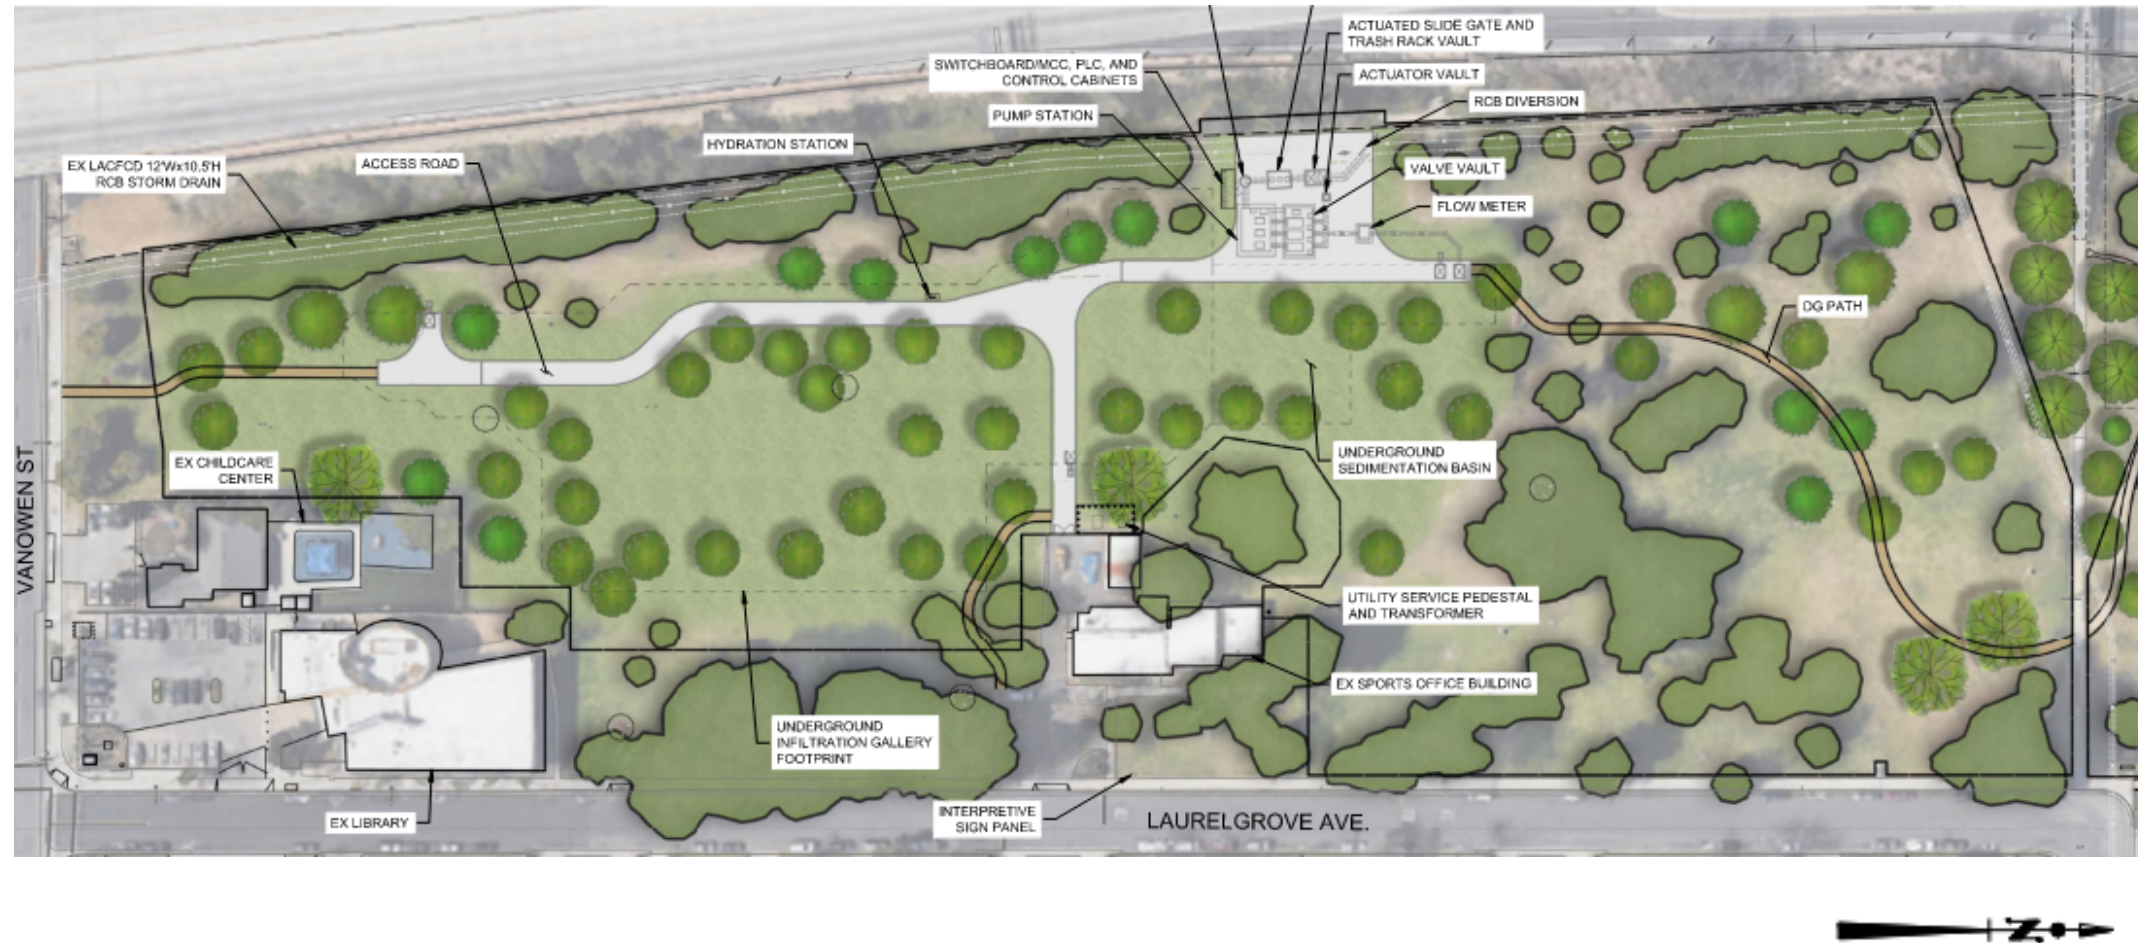 ACTUATED SLIDE GATE AND
TRASH RACK VAULT
SWITCHBOARD/MCC, PLC, AND
CONTROL CABINETS
ACTUATOR VAULT
RCB DIVERSION
PUMP STATION
HYDRATION STATION
ACCESS ROAD
EX LACFCD 12'Wx10.5'H
RCB STORM DRAIN
VALVE VAULT
FLOW METER
DG PATH
EX CHILDCARE
CENTER
UNDERGROUND
SEDIMENTATION BASIN
VANOWEN ST
UTILITY SERVICE PEDESTAL
AND TRANSFORMER
EX SPORTS OFFICE BUILDING
UNDERGROUND
INFILTRATION GALLERY
FOOTPRINT
EX LIBRARY
INTERPRETIVE
SIGN PANEL
LAURELGROVE AVE.
N